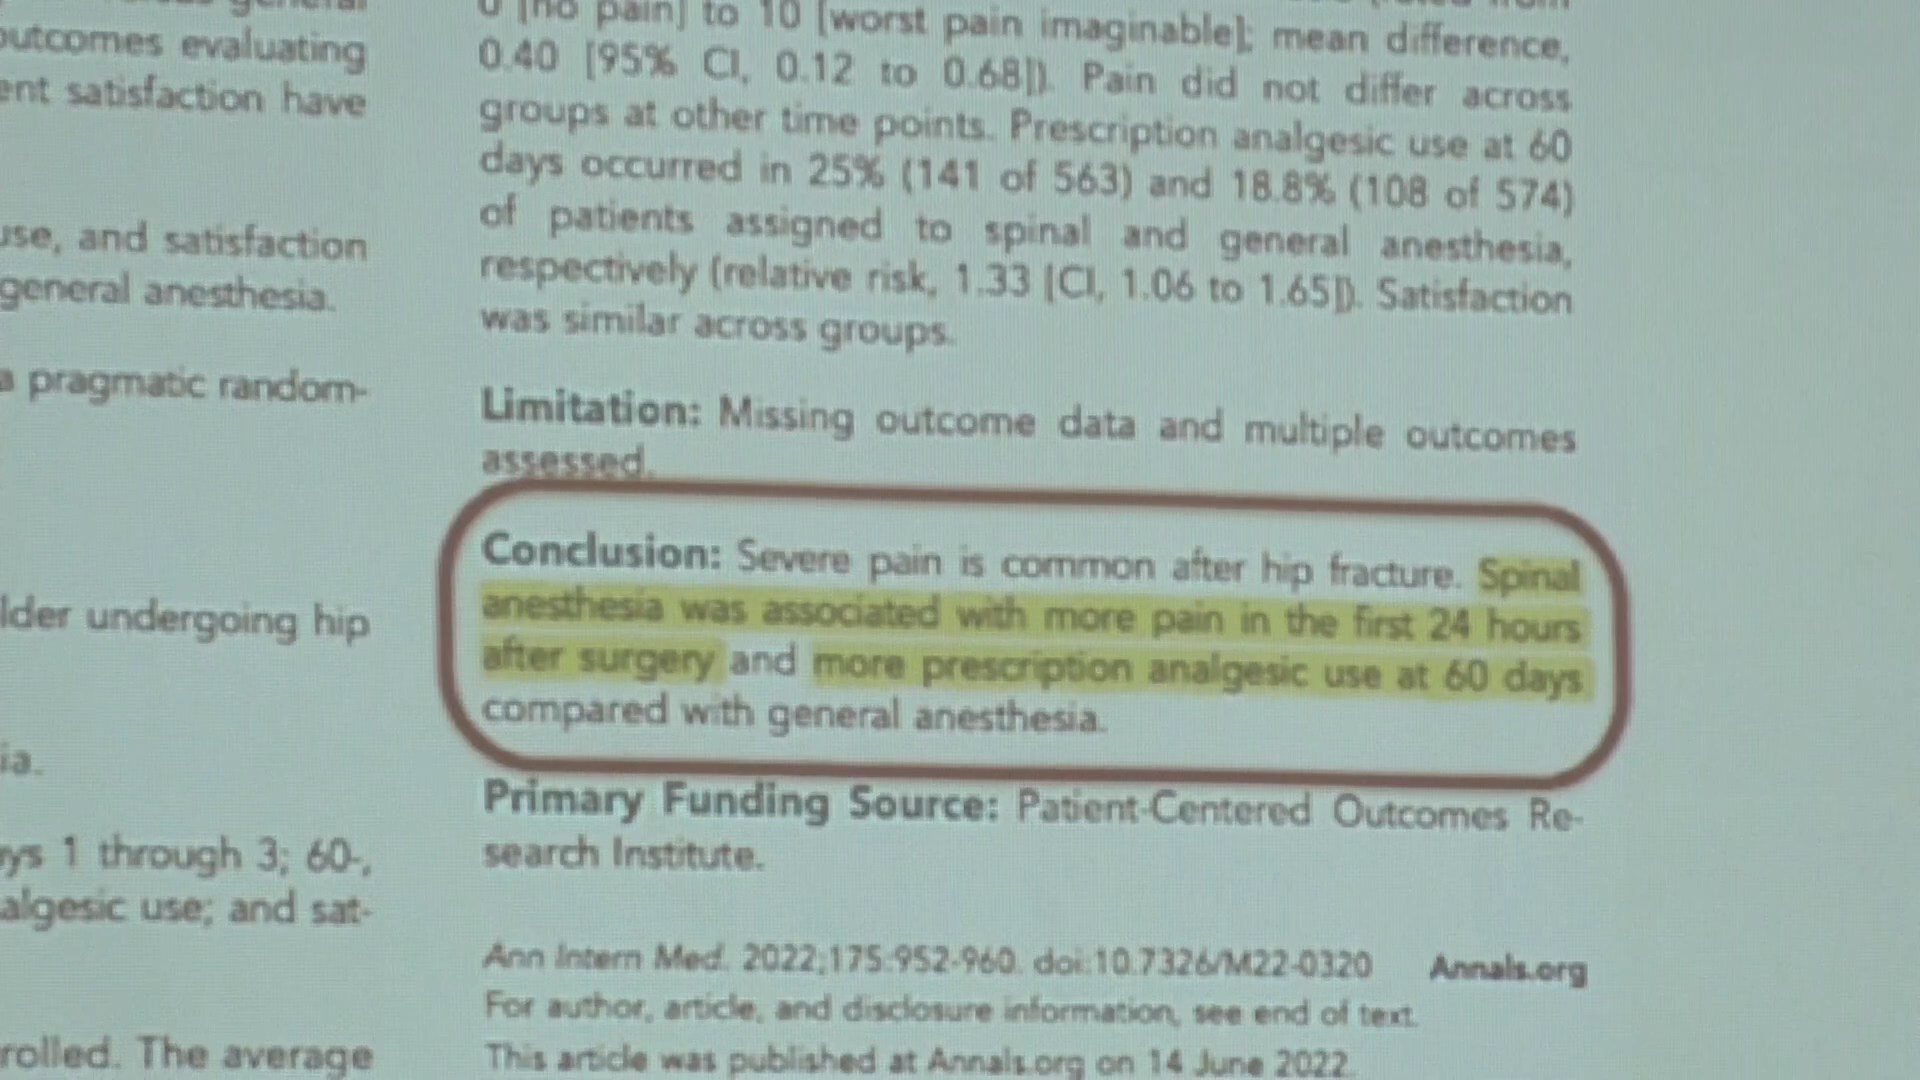 outcomes evaluating
ent satisfaction have
use, and satisfaction
general anesthesia.
a pragmatic random-
lder undergoing hip
ia.
ys 1 through 3; 60-,
algesic use; and sat-
rolled. The average
0 [no pain] to 10 [worst pain imaginable]; mean difference,
0.40 [95% CI, 0.12 to 0.68]). Pain did not differ across
groups at other time points. Prescription analgesic use at 60
days occurred in 25% (141 of 563) and 18.8% (108 of 574)
of patients assigned to spinal and general anesthesia,
respectively (relative risk, 1.33 [CI, 1.06 to 1.65]). Satisfaction
was similar across groups.
Limitation: Missing outcome data and multiple outcomes
assessed.
Conclusion: Severe pain is common after hip fracture. Spinal
anesthesia was associated with more pain in the first 24 hours
after surgery and more prescription analgesic use at 60 days
compared with general anesthesia.
Primary Funding Source: Patient-Centered Outcomes Re-
search Institute.
Ann Intern Med. 2022;175:952-960. doi:10.7326/M22-0320 Annals.org
For author, article, and disclosure information, see end of text.
This article was published at Annals.org on 14 June 2022.